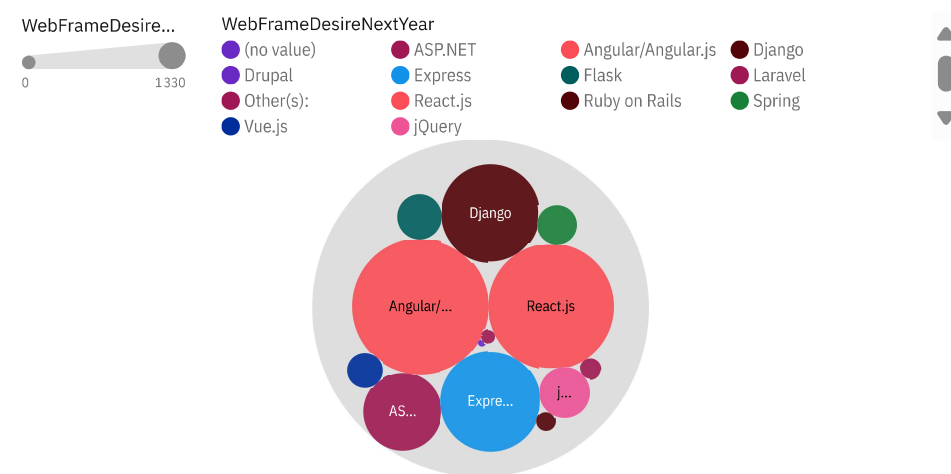 WebFrameDesire...
0 1330
WebFrameDesireNextYear
(no value) ASP.NET Angular/Angular.js Django
Drupal Express Flask Laravel
Other(s): React.js Ruby on Rails Spring
Vue.js jQuery
Django
Angular/... React.js
j...
Expre...
AS...